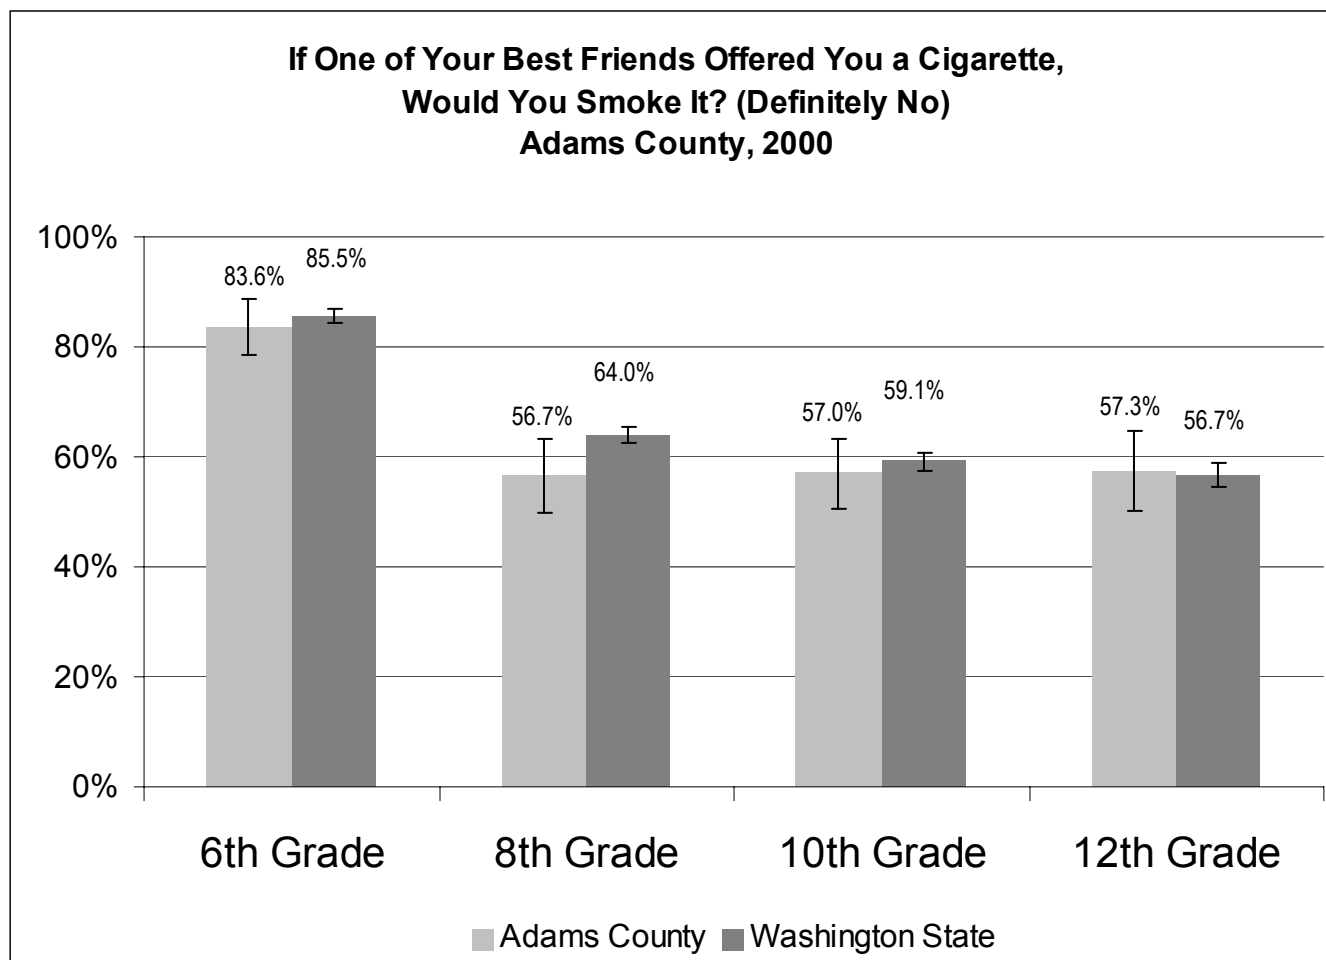 If One of Your Best Friends Offered You a Cigarette,
Would You Smoke It? (Definitely No)
Adams County, 2000
100%
80%
60%
40%
20%
0%
83.6%
85.5%
56.7%
64.0%
57.0%
59.1%
57.3%
56.7%
6th Grade
8th Grade
10th Grade
12th Grade
Adams County
Washington State